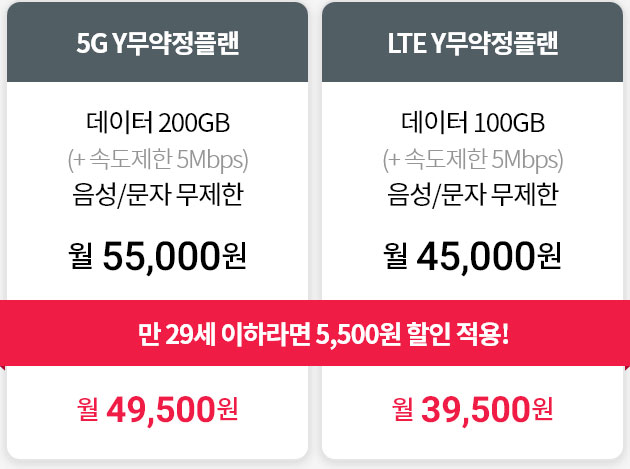 5G Y무약정플랜
데이터 200GB
(+ 속도제한 5Mbps)
음성/문자 무제한
월 55,000원
LTE Y무약정플랜
데이터 100GB
(+ 속도제한 5Mbps)
음성/문자 무제한
월 45,000원
만 29세 이하라면 5,500원 할인 적용!
월 49,500원
월 39,500원